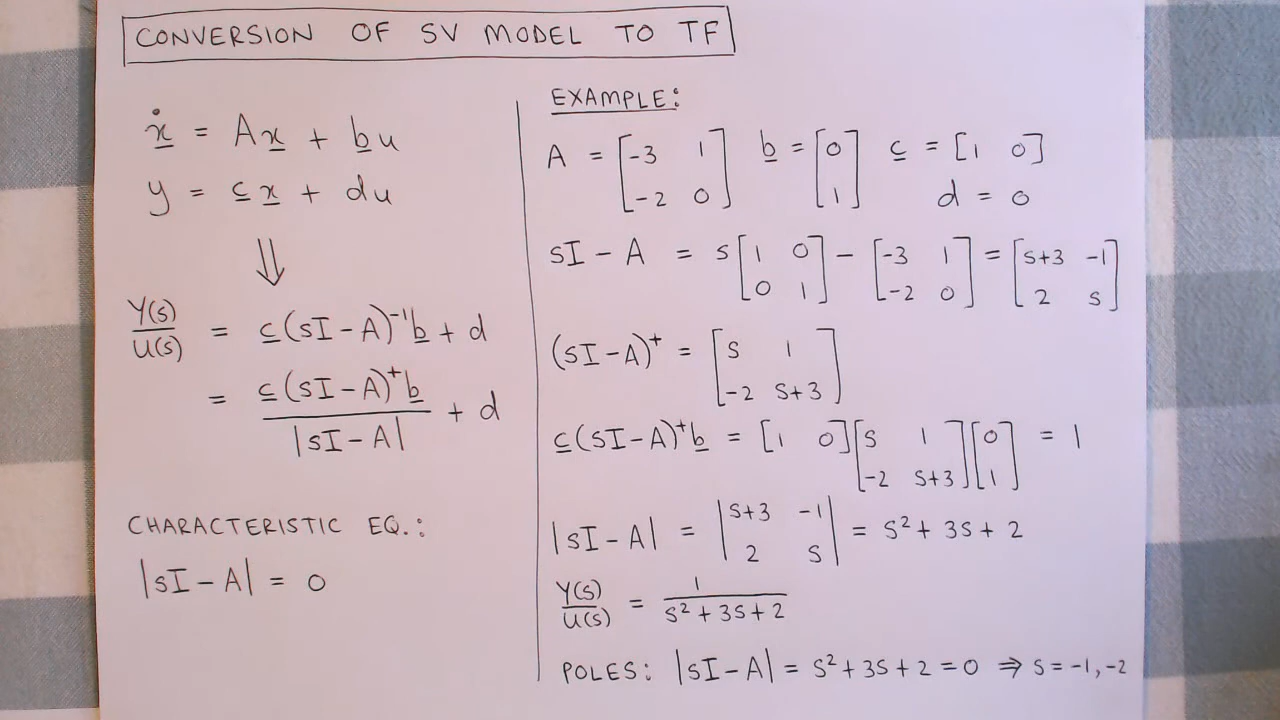 CONVERSION OF SV MODEL TO TF
ẋ = Ax + bu
y = cx + du
⇓
Y(s)/U(s) = c(sI-A)⁻¹b + d
= c(sI-A)⁺b / |sI-A| + d
CHARACTERISTIC EQ.:
|sI-A| = 0
EXAMPLE:
A = [-3 1; -2 0] b = [0; 1] c = [1 0]
d = 0
sI - A = s[1 0; 0 1] - [-3 1; -2 0] = [s+3 -1; 2 s]
(sI-A)⁺ = [s 1; -2 s+3]
c(sI-A)⁺b = [1 0][s 1; -2 s+3][0; 1] = 1
|sI-A| = |s+3 -1; 2 s| = s² + 3s + 2
Y(s)/U(s) = 1/(s² + 3s + 2)
POLES: |sI-A| = s² + 3s + 2 = 0 ⇒ s = -1, -2